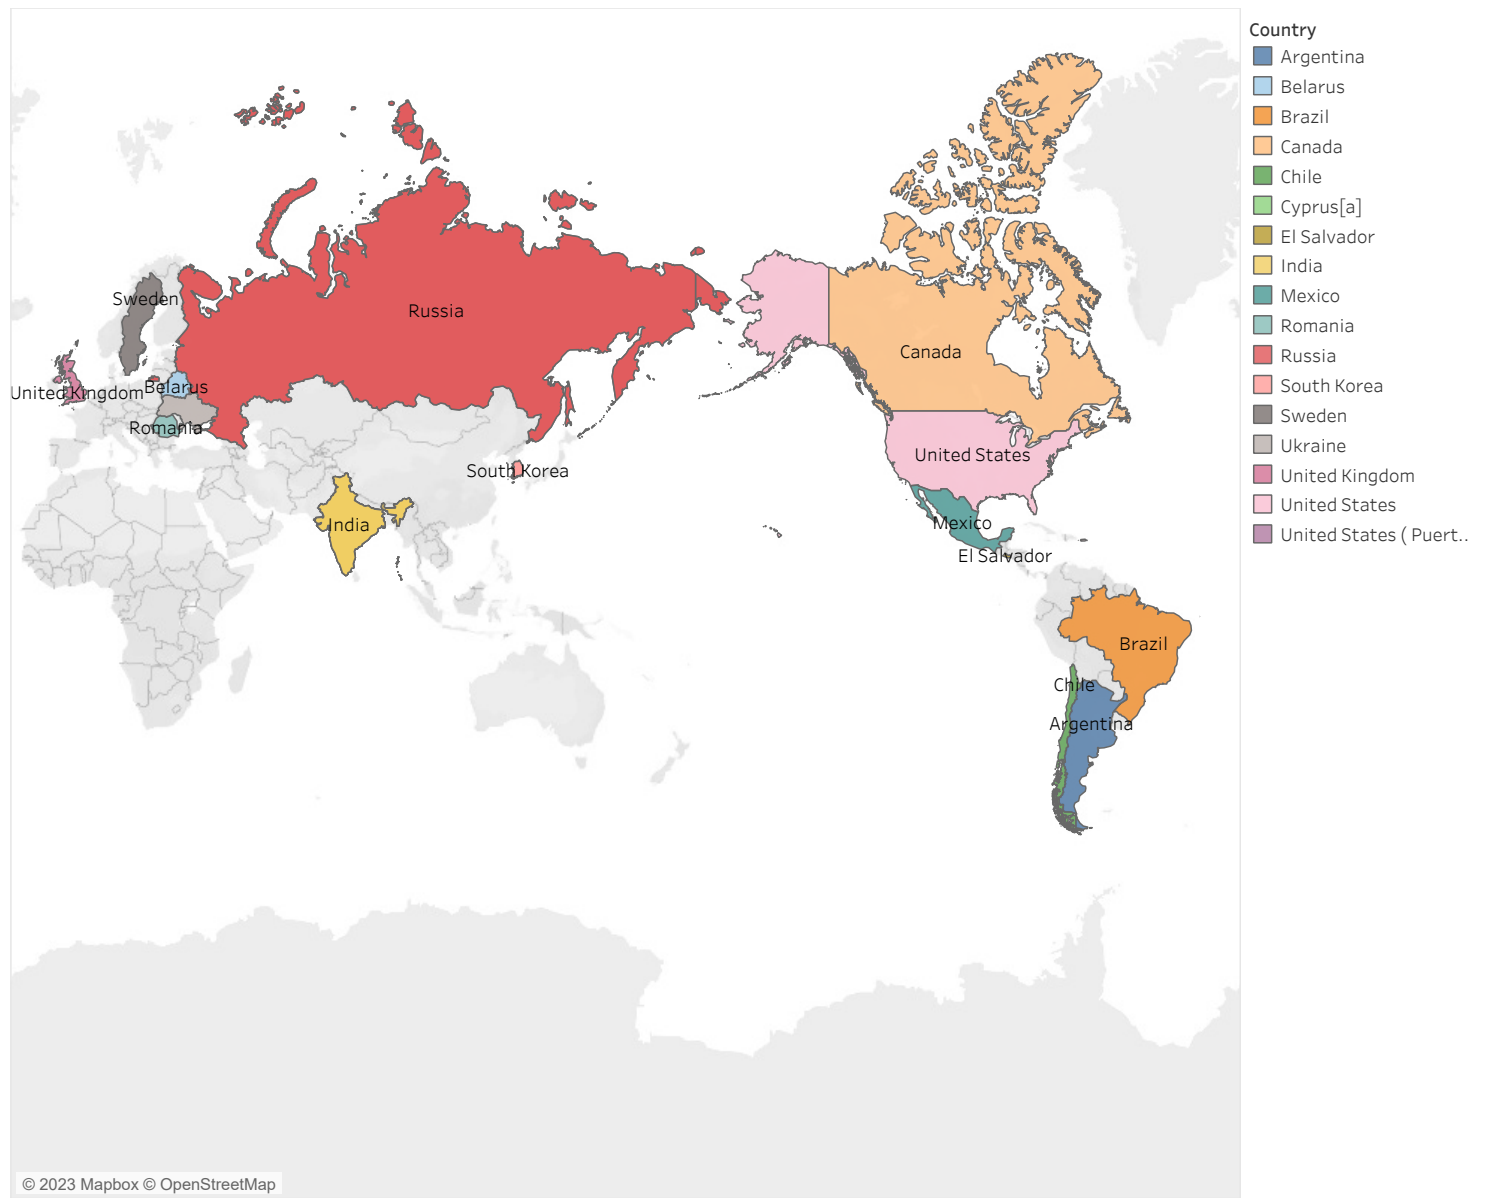 Country
Argentina
Belarus
Brazil
Canada
Chile
Cyprus[a]
El Salvador
India
Mexico
Romania
Russia
South Korea
Sweden
Ukraine
United Kingdom
United States
United States ( Puert..
Sweden
Russia
Canada
United Kingdom
Belarus
Romania
United States
South Korea
India
Mexico
El Salvador
Brazil
Chile
Argentina
© 2023 Mapbox © OpenStreetMap